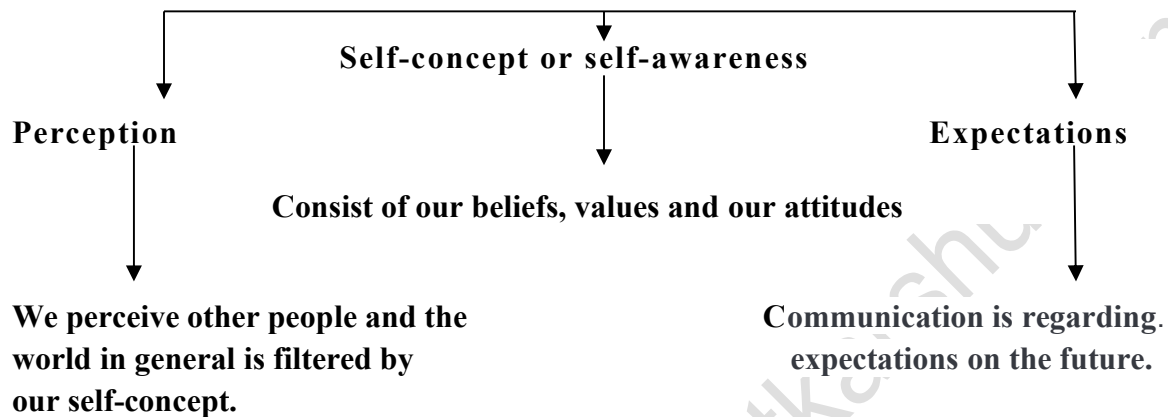 Self-concept or self-awareness
Perception
Expectations
Consist of our beliefs, values and our attitudes
We perceive other people and the
world in general is filtered by
our self-concept.
Communication is regarding.
expectations on the future.